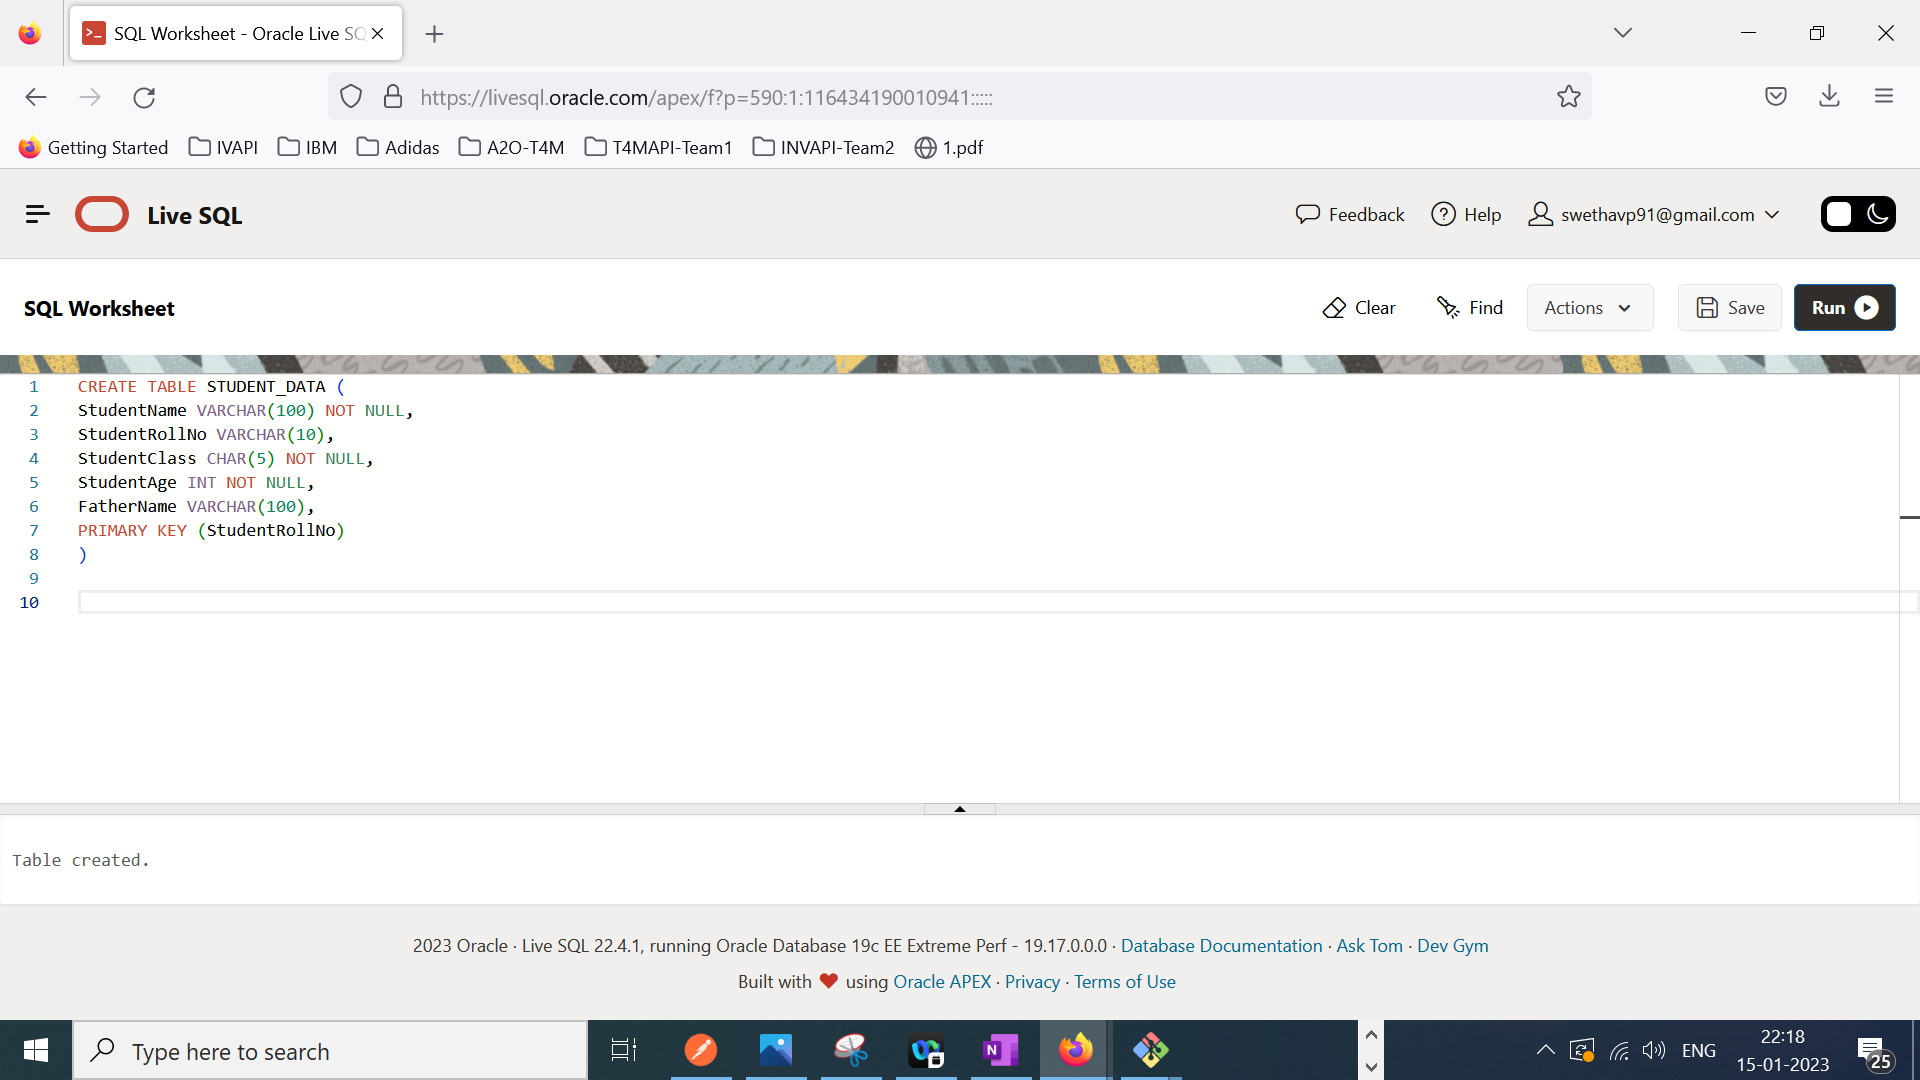 SQL Worksheet - Oracle Live SQ
https://livesql.oracle.com/apex/f?p=590:1:116434190010941:::::
Getting Started IVAPI IBM Adidas A2O-T4M T4MAPI-Team1 INVAPI-Team2 1.pdf
Live SQL Feedback Help swethavp91@gmail.com
SQL Worksheet Clear Find Actions Save Run
1 CREATE TABLE STUDENT_DATA (
2 StudentName VARCHAR(100) NOT NULL,
3 StudentRollNo VARCHAR(10),
4 StudentClass CHAR(5) NOT NULL,
5 StudentAge INT NOT NULL,
6 FatherName VARCHAR(100),
7 PRIMARY KEY (StudentRollNo)
8 )
9
10
Table created.
2023 Oracle · Live SQL 22.4.1, running Oracle Database 19c EE Extreme Perf - 19.17.0.0.0 · Database Documentation · Ask Tom · Dev Gym
Built with ❤ using Oracle APEX · Privacy · Terms of Use
Type here to search N ENG 22:18 25
15-01-2023